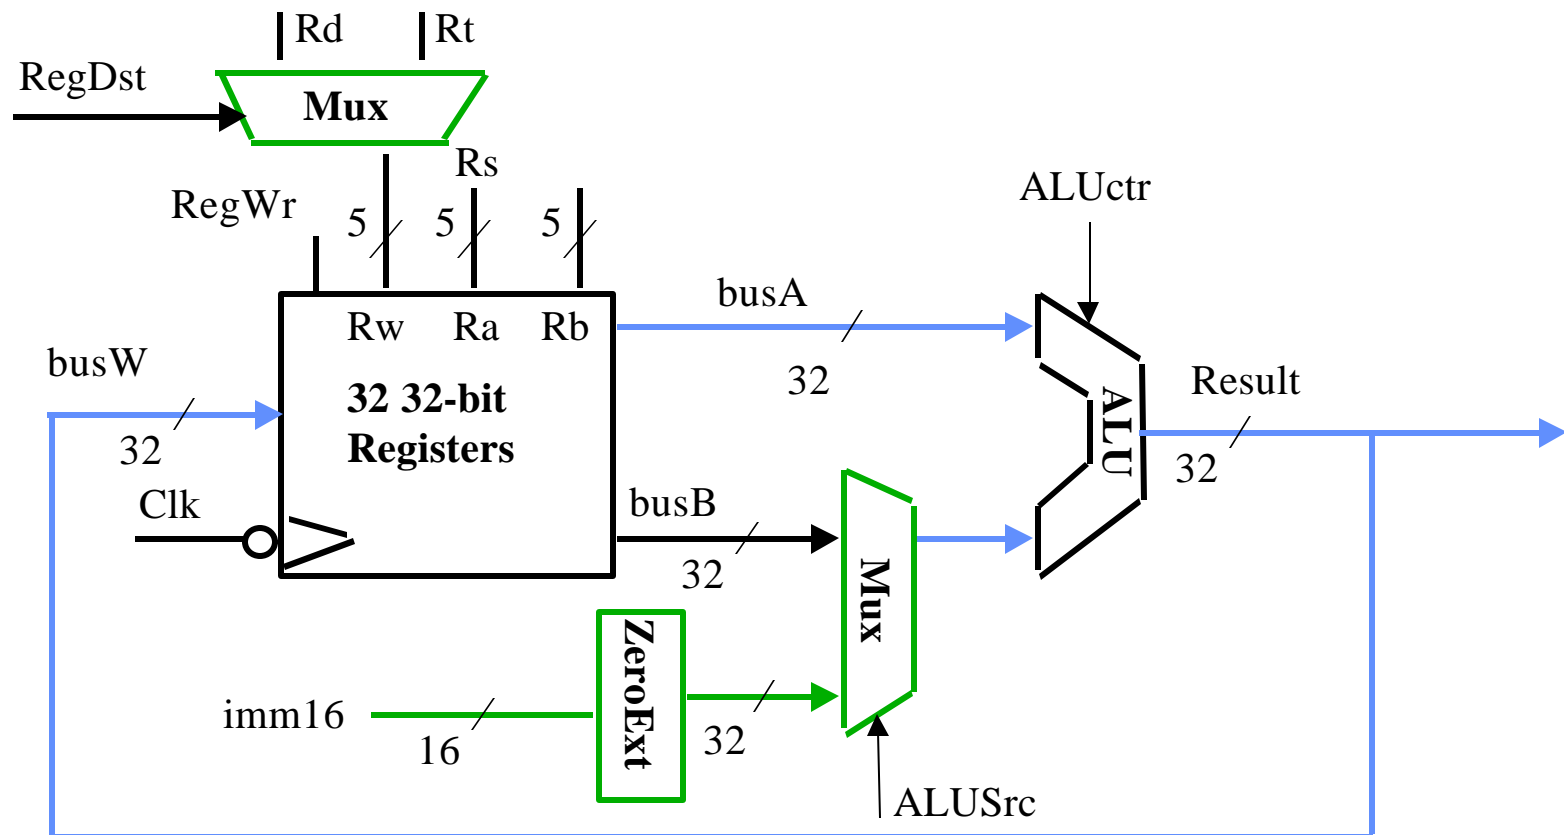 Rd
Rt
RegDst
Mux
Rs
RegWr
5
5
5
ALUctr
busA
Rw
Ra
Rb
busW
32
32 32-bit
Registers
Result
ALU
32
32
Clk
busB
32
Mux
ZeroExt
imm16
16
32
ALUSrc